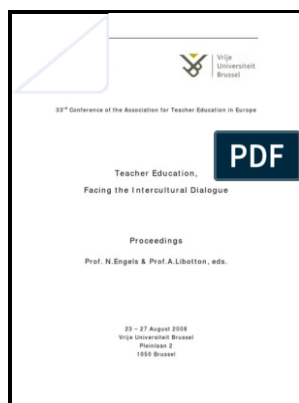 Vrije
Universiteit
Brussel
33rd Conference of the Association for Teacher Education in Europe
PDF
Teacher Education,
Facing the Intercultural Dialogue
Proceedings
Prof. N.Engels & Prof.A.Libotton, eds.
23 – 27 August 2008
Vrije Universiteit Brussel
Pleinlaan 2
1050 Brussel